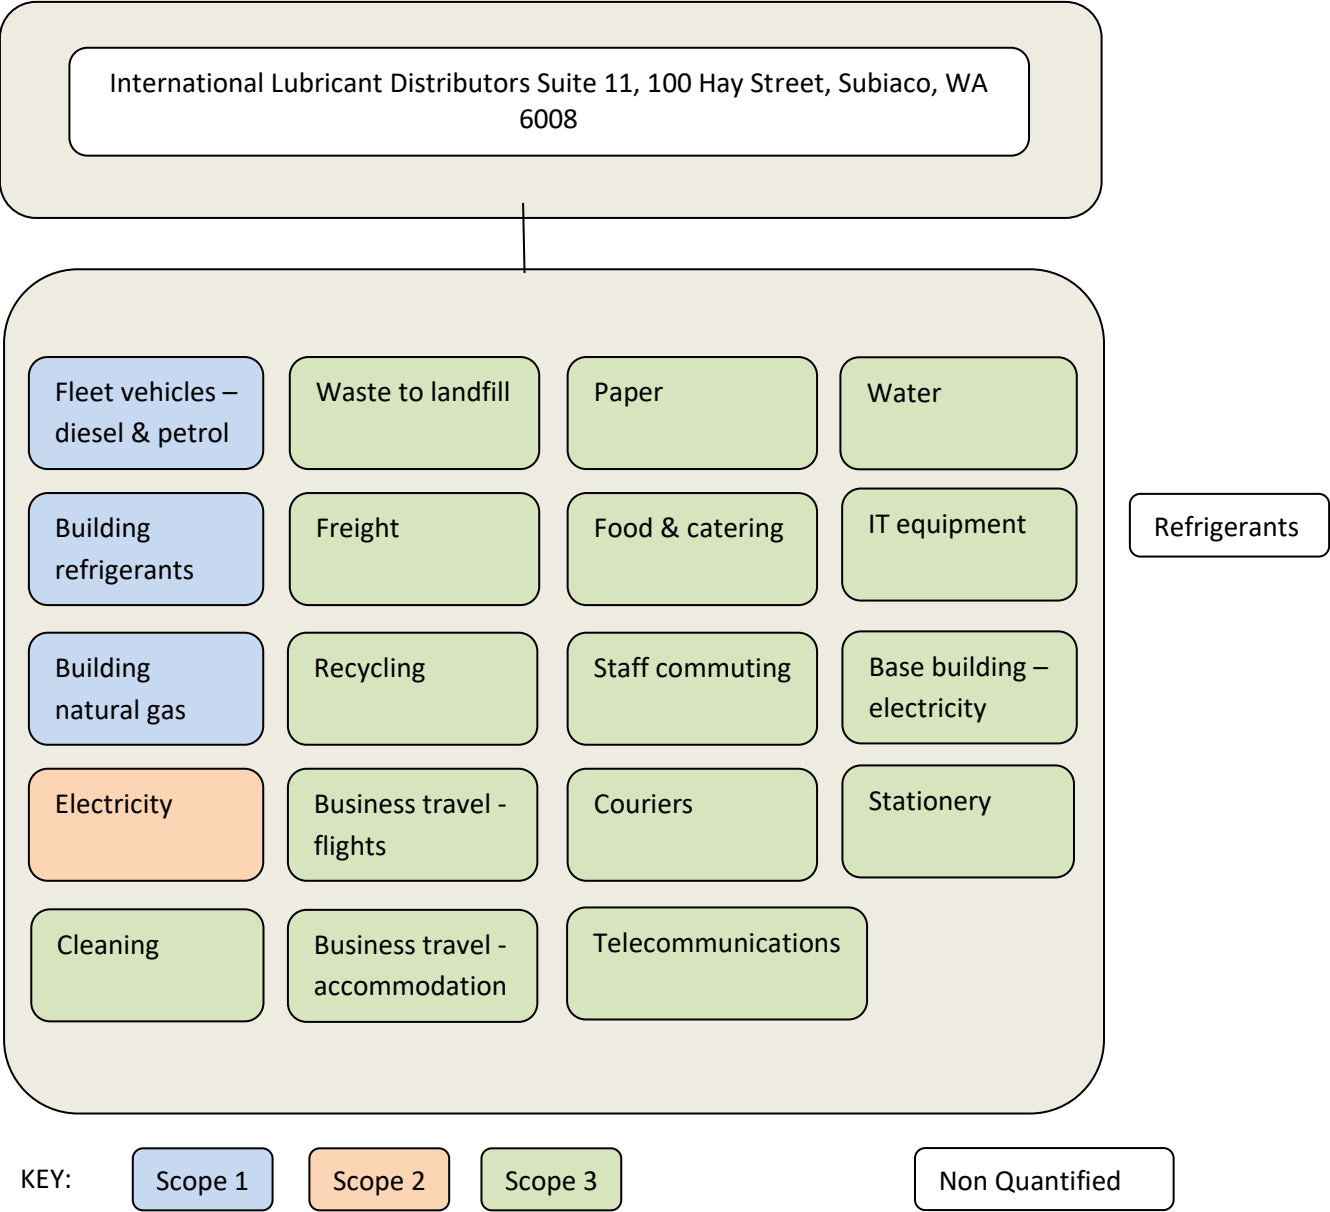 International Lubricant Distributors Suite 11, 100 Hay Street, Subiaco, WA
6008
Fleet vehicles –
diesel & petrol
Waste to landfill
Paper
Water
Building
refrigerants
Freight
Food & catering
IT equipment
Refrigerants
Building
natural gas
Recycling
Staff commuting
Base building –
electricity
Electricity
Business travel -
flights
Couriers
Stationery
Cleaning
Business travel -
accommodation
Telecommunications
KEY:
Scope 1
Scope 2
Scope 3
Non Quantified